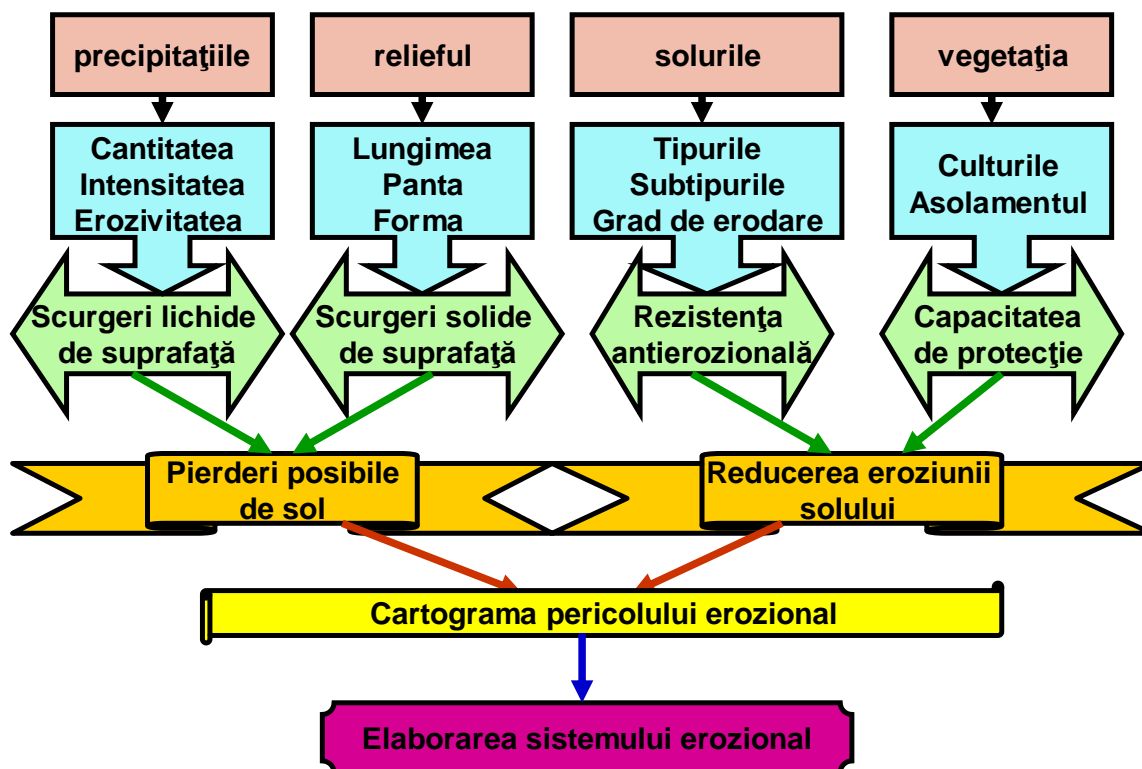 precipitaţiile
relieful
solurile
vegetaţia
Cantitatea
Intensitatea
Erozivitatea
Lungimea
Panta
Forma
Tipurile
Subtipurile
Grad de erodare
Culturile
Asolamentul
Scurgeri lichide
de suprafaţă
Scurgeri solide
de suprafaţă
Rezistenţa
antierozională
Capacitatea
de protecţie
Pierderi posibile
de sol
Reducerea eroziunii
solului
Cartograma pericolului erozional
Elaborarea sistemului erozional